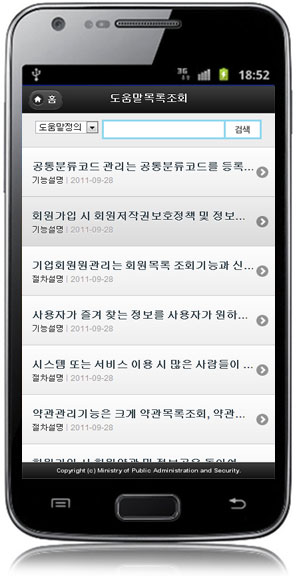 3G 18:52
홈 도움말목록조회
도움말정의 검색
공통분류코드 관리는 공통분류코드를 등록...
기능설명 | 2011-09-28
회원가입 시 회원저작권보호정책 및 정보...
기능설명 | 2011-09-28
기업회원원관리는 회원목록 조회기능과 신...
절차설명 | 2011-09-28
사용자가 즐겨 찾는 정보를 사용자가 원하...
기능설명 | 2011-09-28
시스템 또는 서비스 이용 시 많은 사람들이 ...
절차설명 | 2011-09-28
약관관리기능은 크게 약관목록조회, 약관...
절차설명 | 2011-09-28
Copyright (c) Ministry of Public Administration and Security.